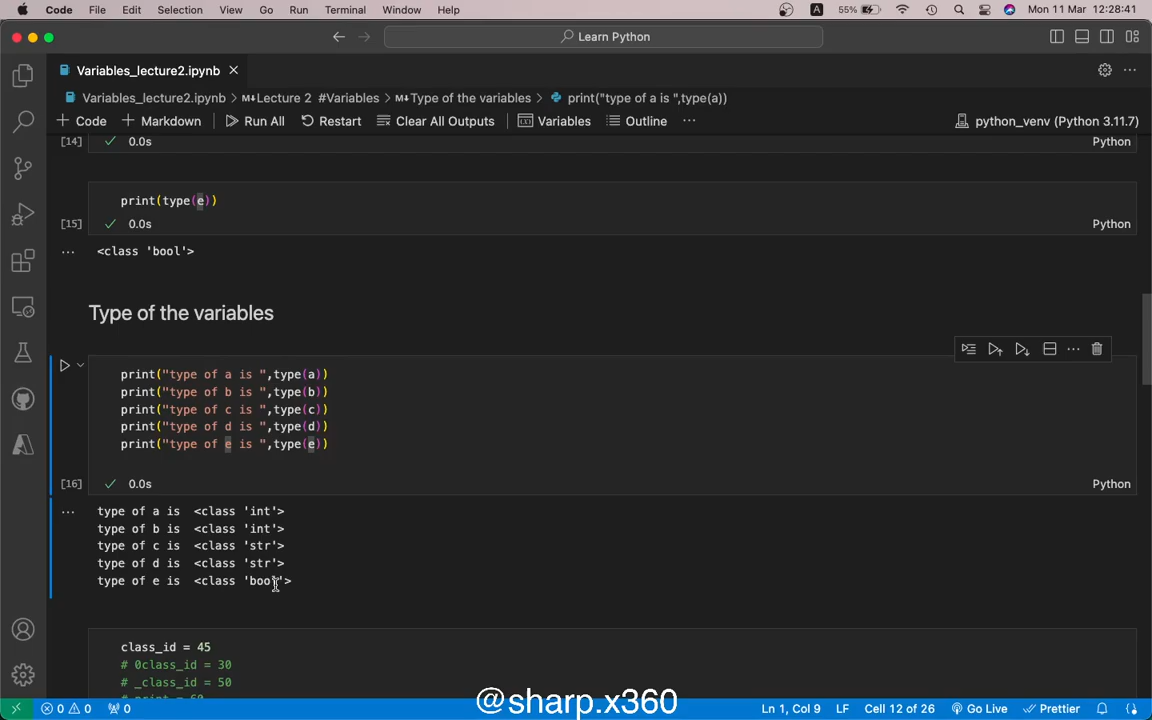 Code File Edit Selection View Go Run Terminal Window Help A 55% Mon 11 Mar 12:28:41
Learn Python
Variables_lecture2.ipynb
Variables_lecture2.ipynb > M↓Lecture 2 #Variables > M↓Type of the variables > print("type of a is ",type(a))
+ Code + Markdown Run All Restart Clear All Outputs Variables Outline ... python_venv (Python 3.11.7)
[14] ✓ 0.0s Python
print(type(e))
[15] ✓ 0.0s Python
... <class 'bool'>
Type of the variables
print("type of a is ",type(a))
print("type of b is ",type(b))
print("type of c is ",type(c))
print("type of d is ",type(d))
print("type of e is ",type(e))
[16] ✓ 0.0s Python
... type of a is  <class 'int'>
type of b is  <class 'int'>
type of c is  <class 'str'>
type of d is  <class 'str'>
type of e is  <class 'bool'>
class_id = 45
# 0class_id = 30
# _class_id = 50
# print = 60
@sharp.x360
0 0 0 Ln 1, Col 9 LF Cell 12 of 26 Go Live Prettier